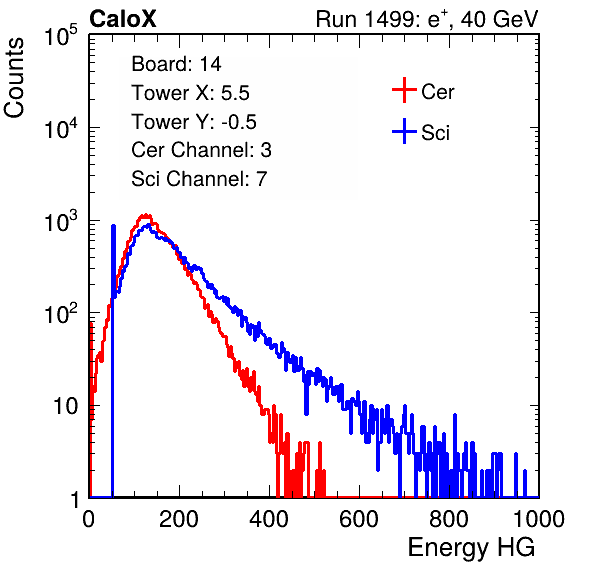 CaloX Run 1499: e⁺, 40 GeV
Counts
Board: 14
Tower X: 5.5
Tower Y: -0.5
Cer Channel: 3
Sci Channel: 7
Cer
Sci
10⁵
10⁴
10³
10²
10
1
0 200 400 600 800 1000
Energy HG